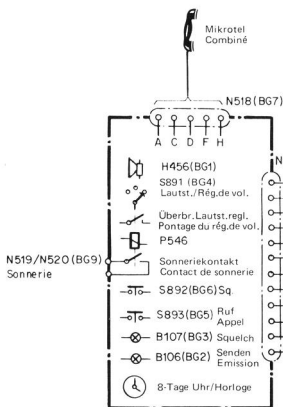 Mikrotel
Combiné
N518(BG7)
A C D F H
N
H456(BG1)
S891 (BG4)
Lautst./Rég.de vol.
Überbr. Lautst.regl.
Pontage du rég.de vol.
P546
N519/N520(BG9)
Sonnerie
Sonneriekontakt
Contact de sonnerie
S892(BG6) Sq.
S893(BG5) Ruf
Appel
B107(BG3) Squelch
B106(BG2) Senden
Emission
8-Tage Uhr/Horloge